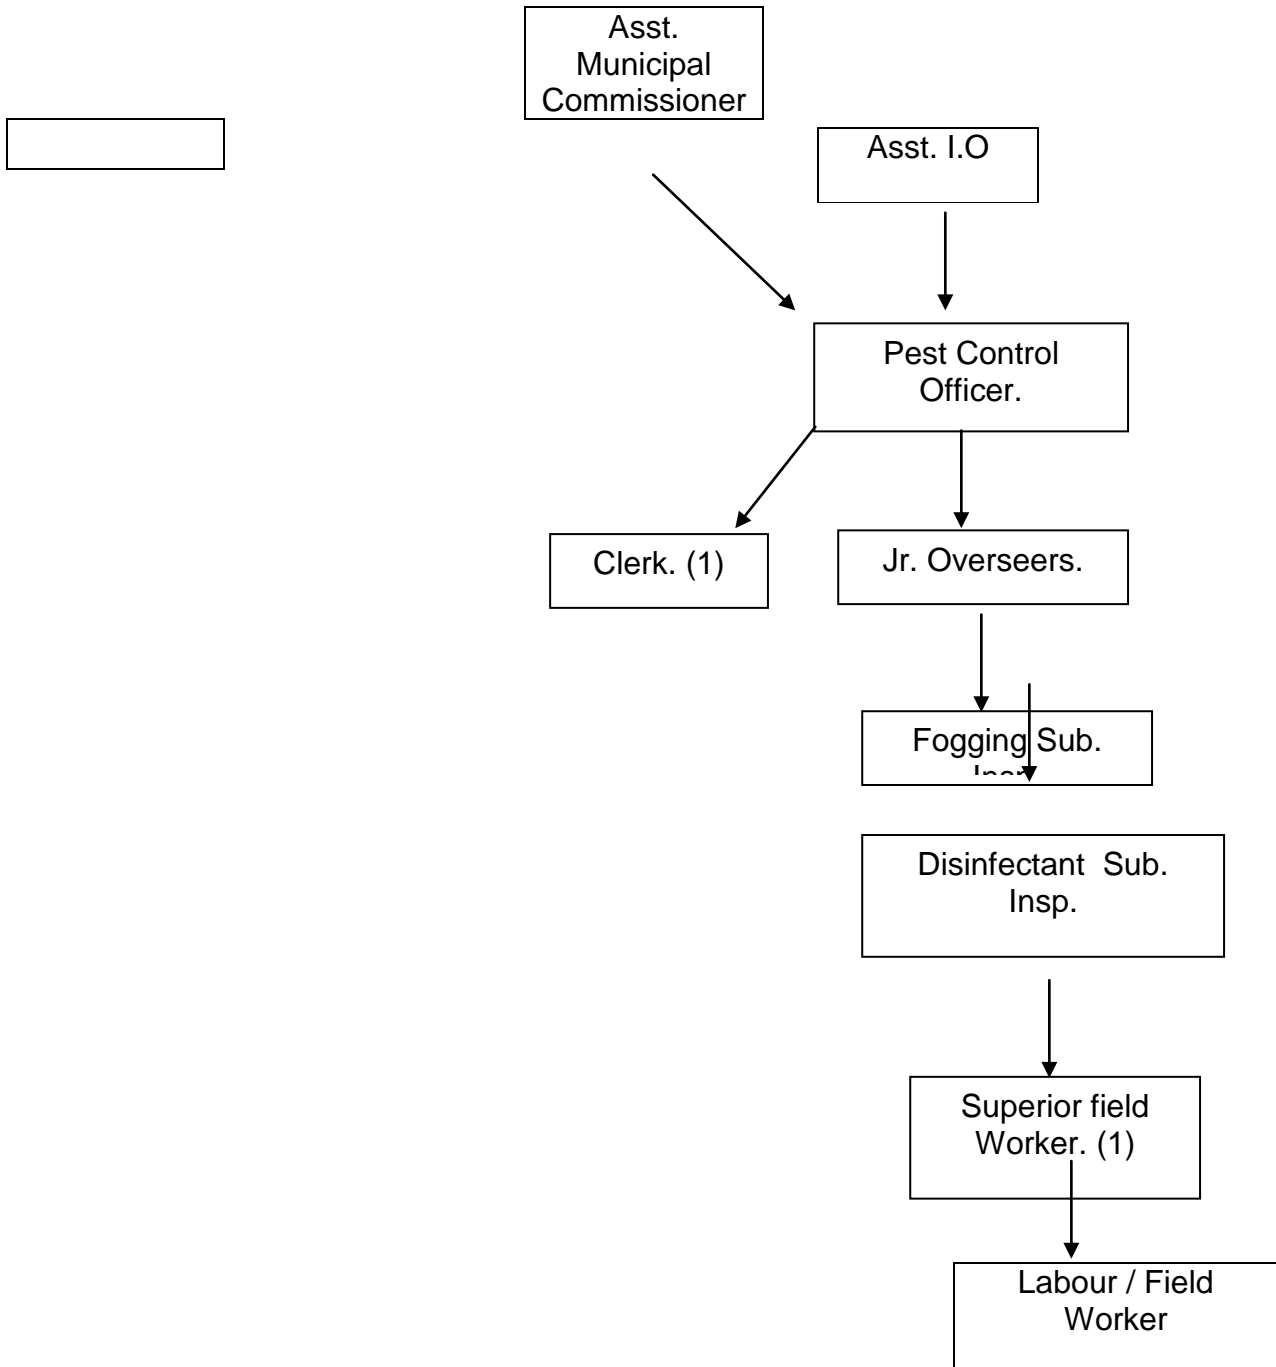 Asst.
Municipal
Commissioner
Asst. I.O
Pest Control
Officer.
Clerk. (1)
Jr. Overseers.
Fogging Sub.
Disinfectant Sub.
Insp.
Superior field
Worker. (1)
Labour / Field
Worker